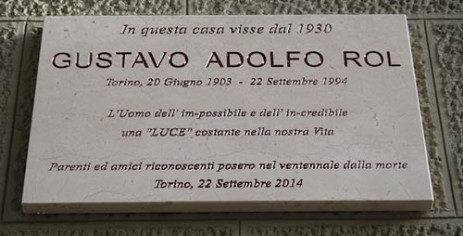 In questa casa visse dal 1930
GUSTAVO ADOLFO ROL
Torino, 20 Giugno 1903 - 22 Settembre 1994
L'Uomo dell' im-possibile e dell' in-credibile
una "LUCE" costante nella nostra Vita
Parenti ed amici riconoscenti posero nel ventennale dalla morte
Torino, 22 Settembre 2014